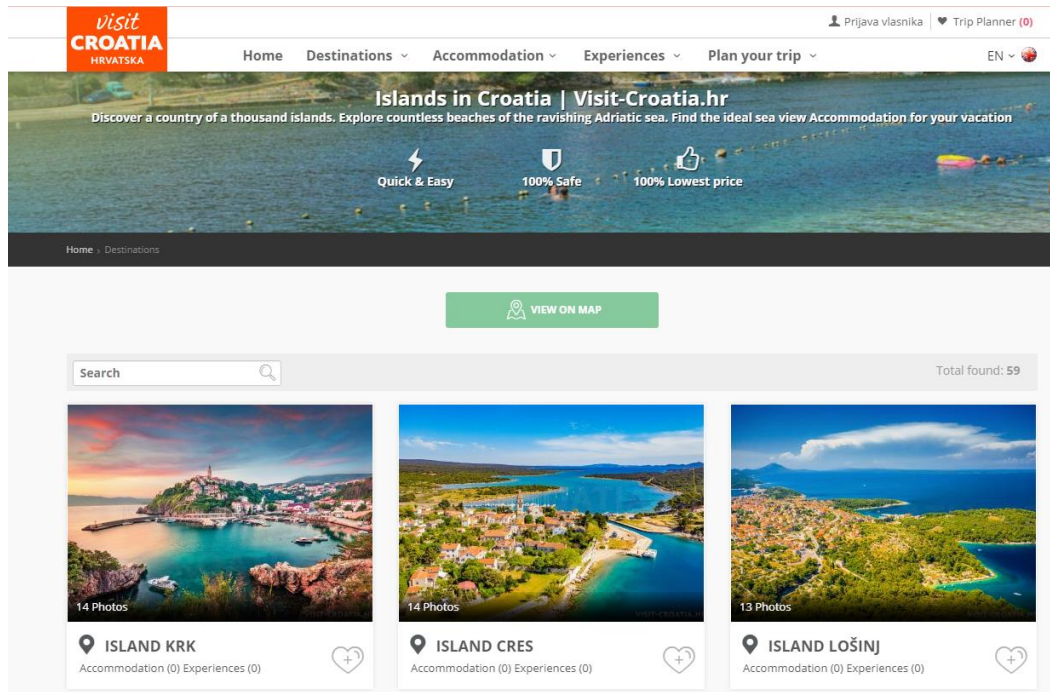 visit
CROATIA
HRVATSKA
Prijava vlasnika
Trip Planner (0)
Home Destinations Accommodation Experiences Plan your trip EN
Islands in Croatia | Visit-Croatia.hr
Discover a country of a thousand islands. Explore countless beaches of the ravishing Adriatic sea. Find the ideal sea view Accommodation for your vacation
Quick & Easy 100% Safe 100% Lowest price
Home › Destinations
VIEW ON MAP
Search Total found: 59
14 Photos
ISLAND KRK
Accommodation (0) Experiences (0)
14 Photos
ISLAND CRES
Accommodation (0) Experiences (0)
13 Photos
ISLAND LOŠINJ
Accommodation (0) Experiences (0)